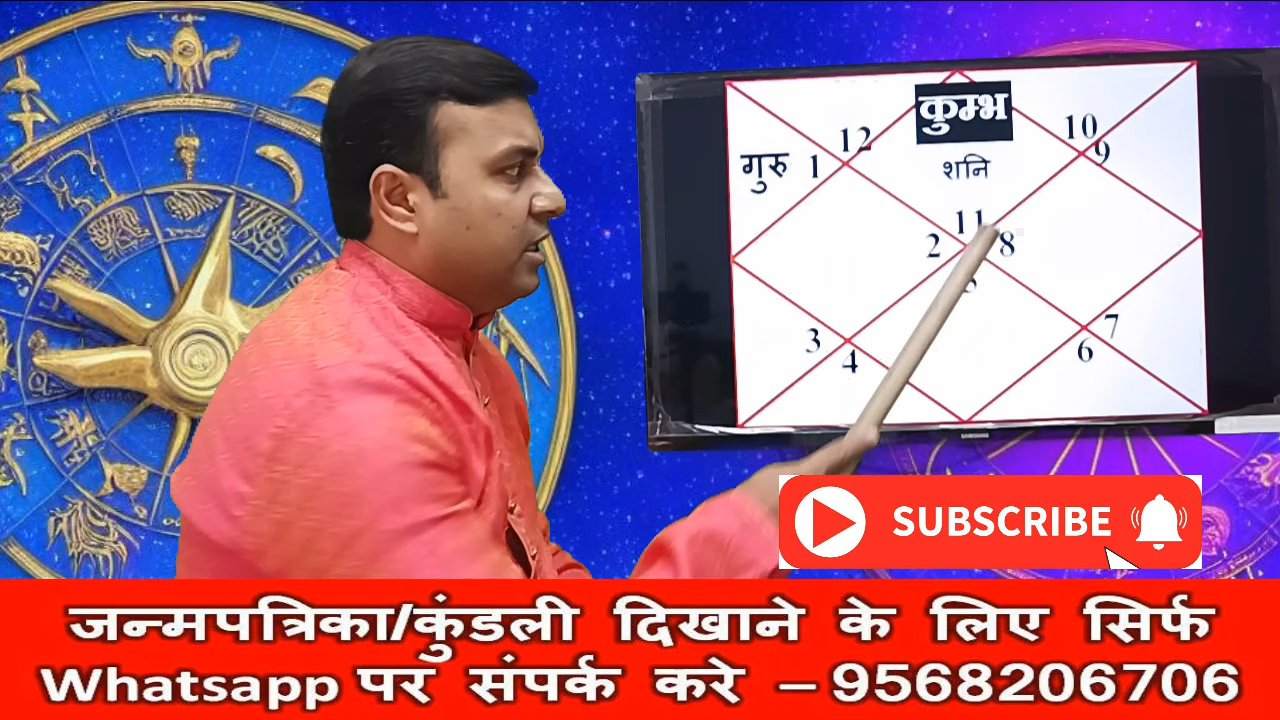 कुम्भ
शनि
गुरु 1
12
10
9
11
2
8
3
4
7
6
SAMSUNG
SUBSCRIBE
जन्मपत्रिका/कुंडली दिखाने के लिए सिर्फ
Whatsapp पर संपर्क करे – 9568206706